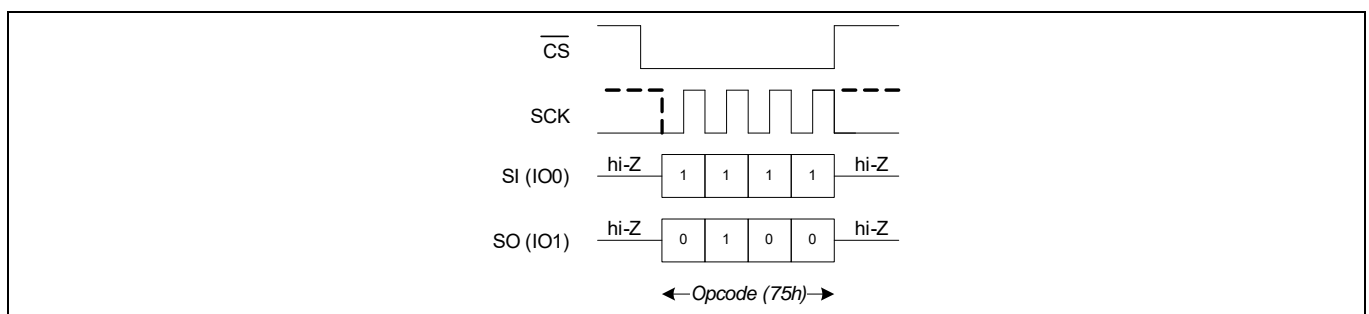 CS
SCK
hi-Z hi-Z
SI (IO0) 1 1 1 1
hi-Z hi-Z
SO (IO1) 0 1 0 0
Opcode (75h)